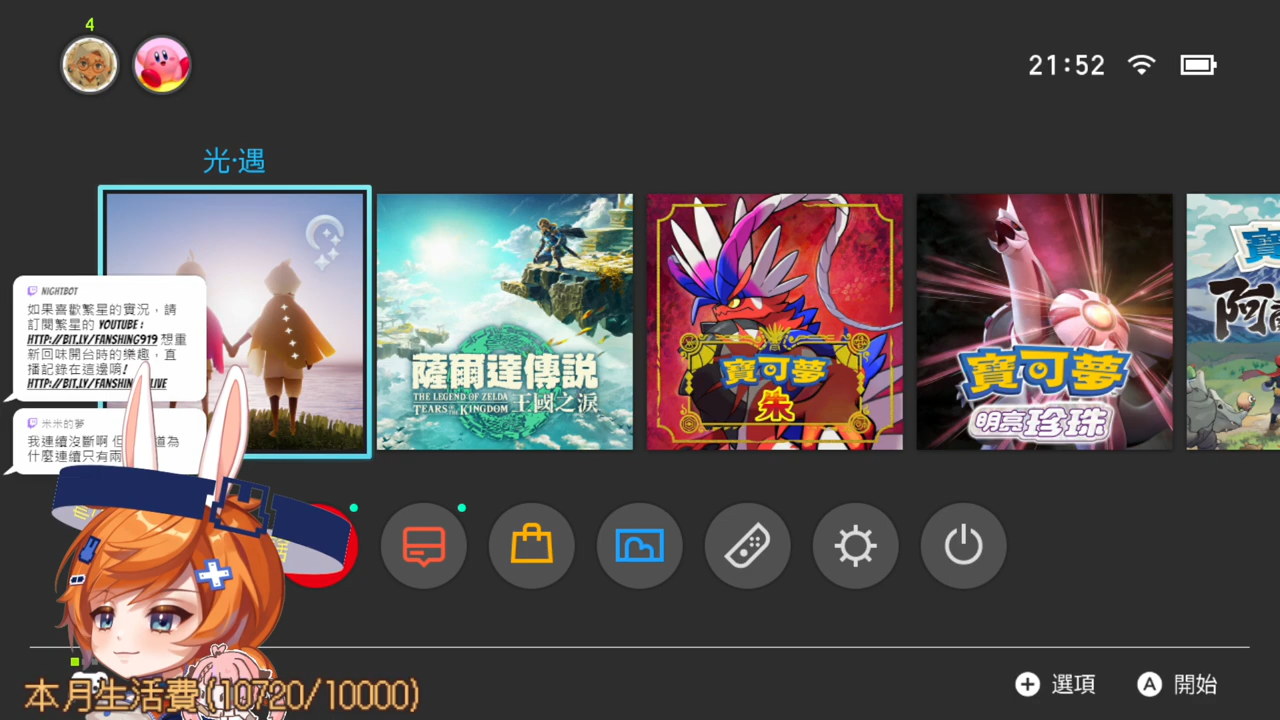 4
21:52
光·遇
NIGHTBOT
如果喜歡繁星的實況，請
訂閱繁星的 YOUTUBE :
HTTP://BIT.LY/FANSHING919 想重
新回味開台時的樂趣，直
播記錄在這邊唷!
HTTP://BIT.LY/FANSHIN LIVE
米米的夢
我連續沒斷啊 但 道為
什麼連續只有兩
薩爾達傳說
THE LEGEND OF ZELDA
TEARS OF THE KINGDOM 王國之淚
寶可夢
朱
寶可夢
明亮珍珠
寶
阿
本月生活費(10720/10000)
選項
A 開始